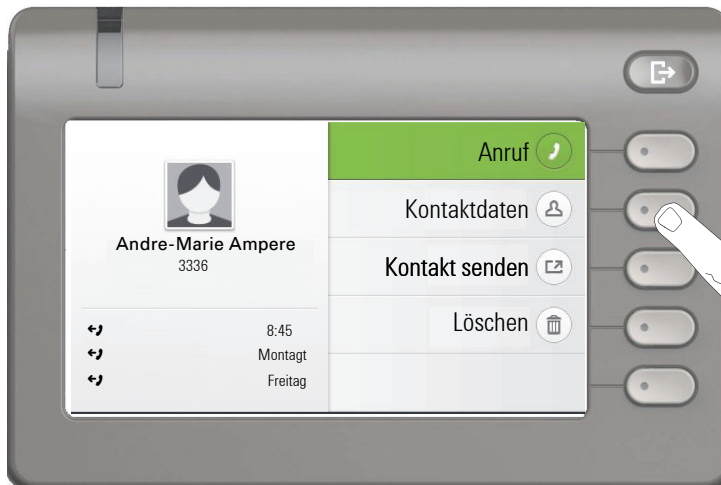 Andre-Marie Ampere
3336
8:45
Montagt
Freitag
Anruf
Kontaktdaten
Kontakt senden
Löschen